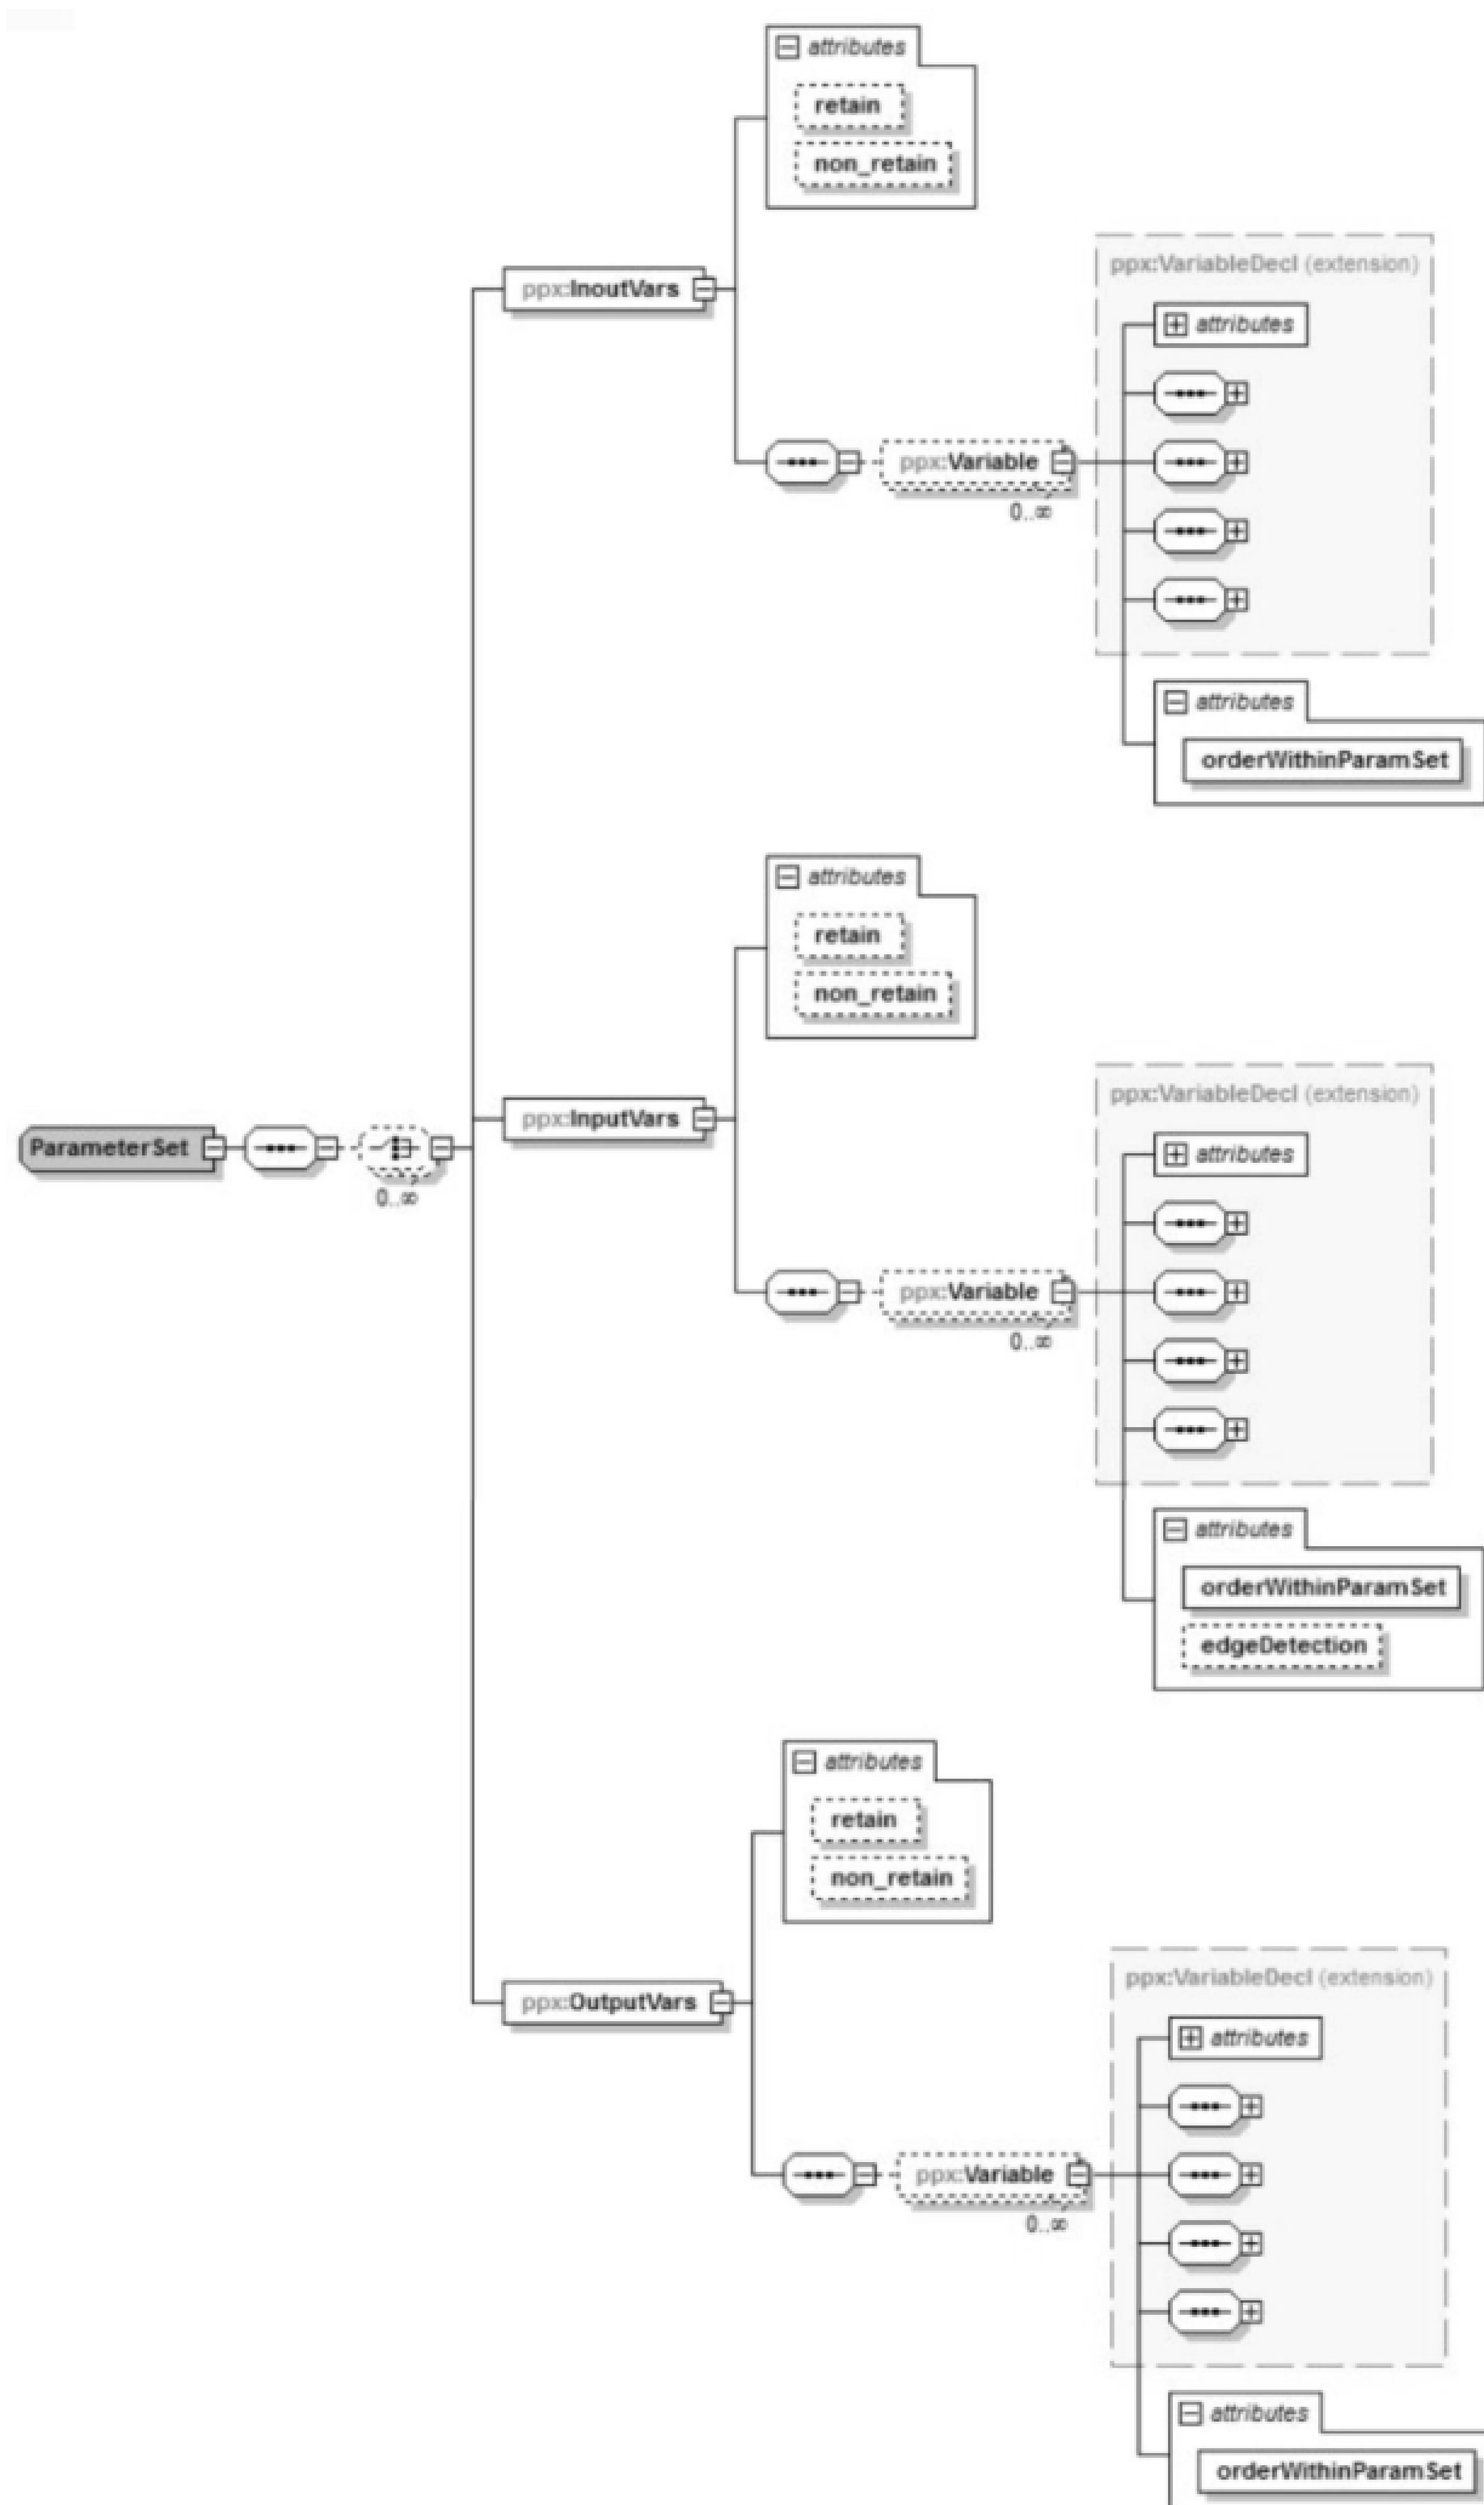 attributes
retain
non_retain
ppx:InoutVars
ppx:VariableDecl (extension)
attributes
ppx:Variable
0..∞
attributes
orderWithinParamSet
attributes
retain
non_retain
ppx:InputVars
ppx:VariableDecl (extension)
attributes
ParameterSet
0..∞
ppx:Variable
0..∞
attributes
orderWithinParamSet
edgeDetection
attributes
retain
non_retain
ppx:OutputVars
ppx:VariableDecl (extension)
attributes
ppx:Variable
0..∞
attributes
orderWithinParamSet